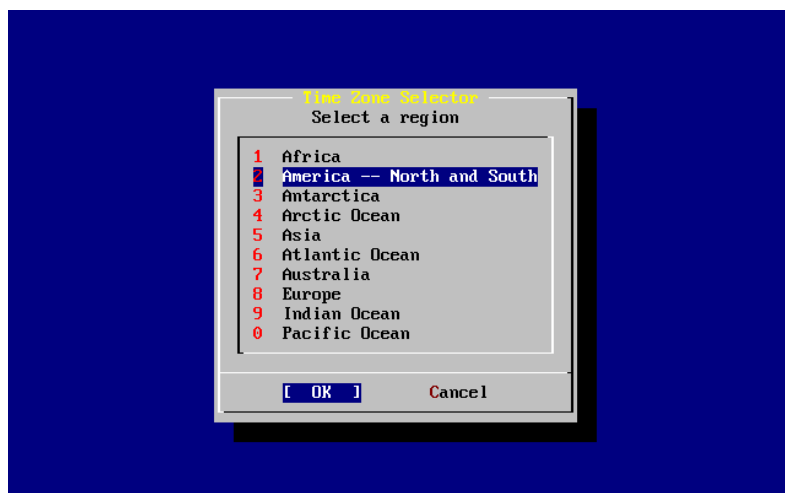 Time Zone Selector
Select a region
1 Africa
2 America -- North and South
3 Antarctica
4 Arctic Ocean
5 Asia
6 Atlantic Ocean
7 Australia
8 Europe
9 Indian Ocean
0 Pacific Ocean
[ OK ] Cancel